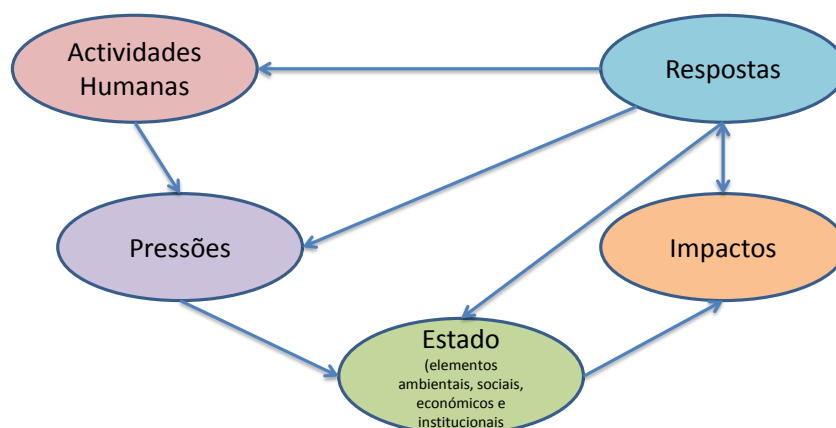 Actividades
Humanas
Respostas
Pressões
Impactos
Estado
(elementos
ambientais, sociais,
económicos e
institucionais